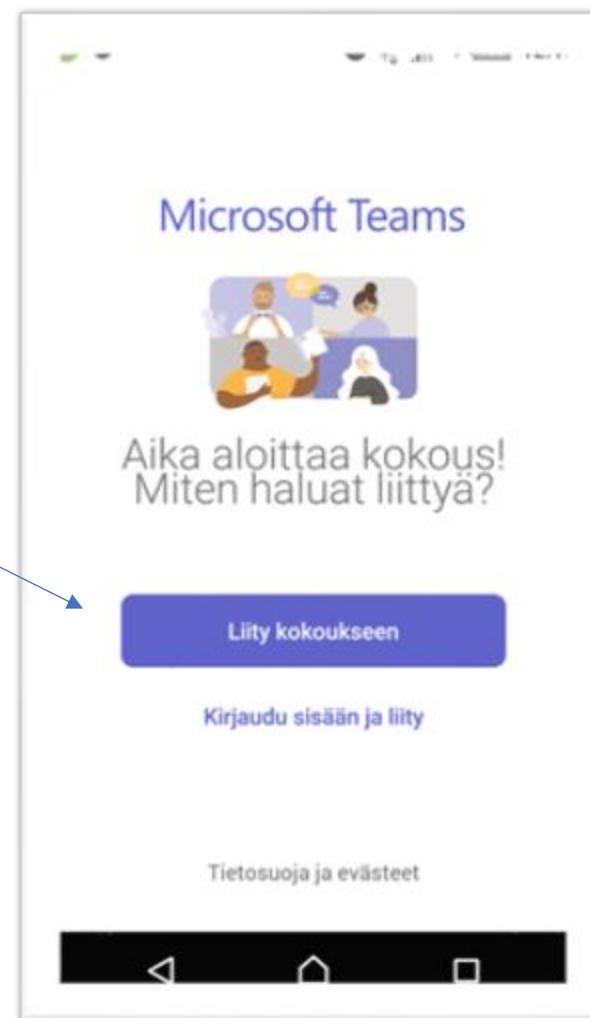 Microsoft Teams
Aika aloittaa kokous!
Miten haluat liittyä?
Liity kokoukseen
Kirjaudu sisään ja liity
Tietosuoja ja evästeet